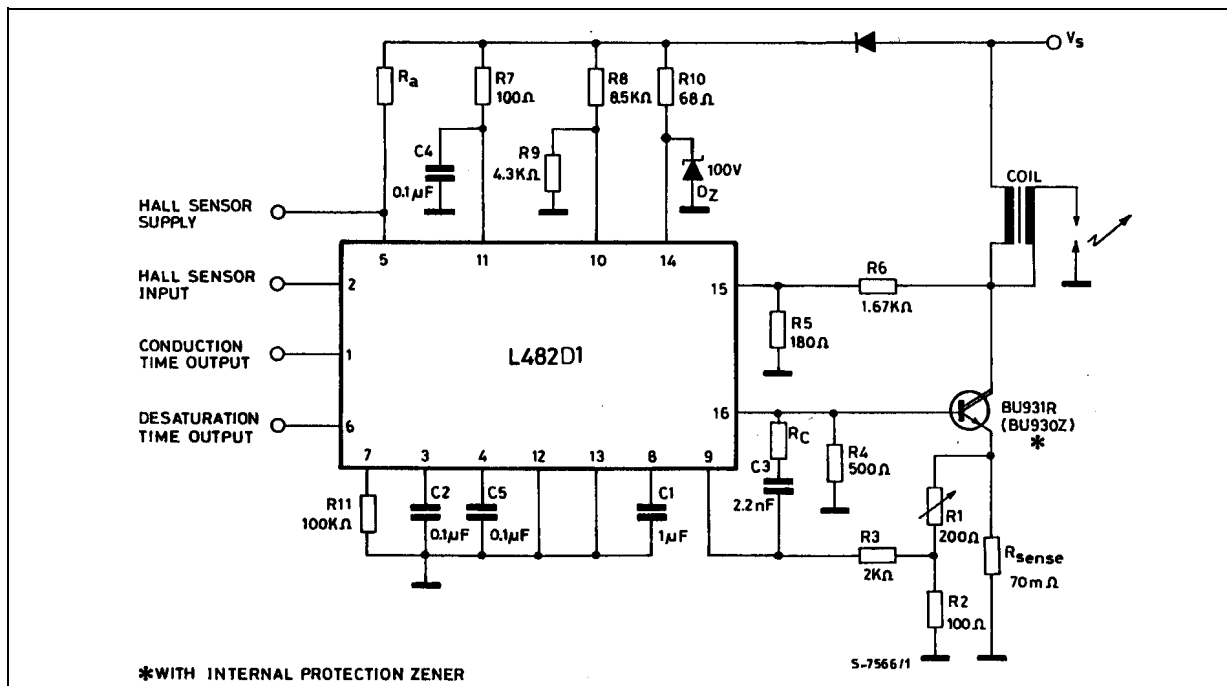 Vs
Ra
R7
100Ω
R8
8.5KΩ
R10
68Ω
C4
0.1µF
R9
4.3KΩ
100V
DZ
COIL
HALL SENSOR
SUPPLY
5
11
10
14
HALL SENSOR
INPUT
2
15
R6
1.67KΩ
R5
180Ω
CONDUCTION
TIME OUTPUT
1
L482D1
DESATURATION
TIME OUTPUT
6
16
BU931R
(BU930Z)
*
RC
R4
500Ω
7
3
4
12
13
8
9
C3
2.2nF
R11
100KΩ
C2
0.1µF
C5
0.1µF
C1
1µF
R1
200Ω
R3
2KΩ
Rsense
70mΩ
R2
100Ω
S-7566/1
*WITH INTERNAL PROTECTION ZENER